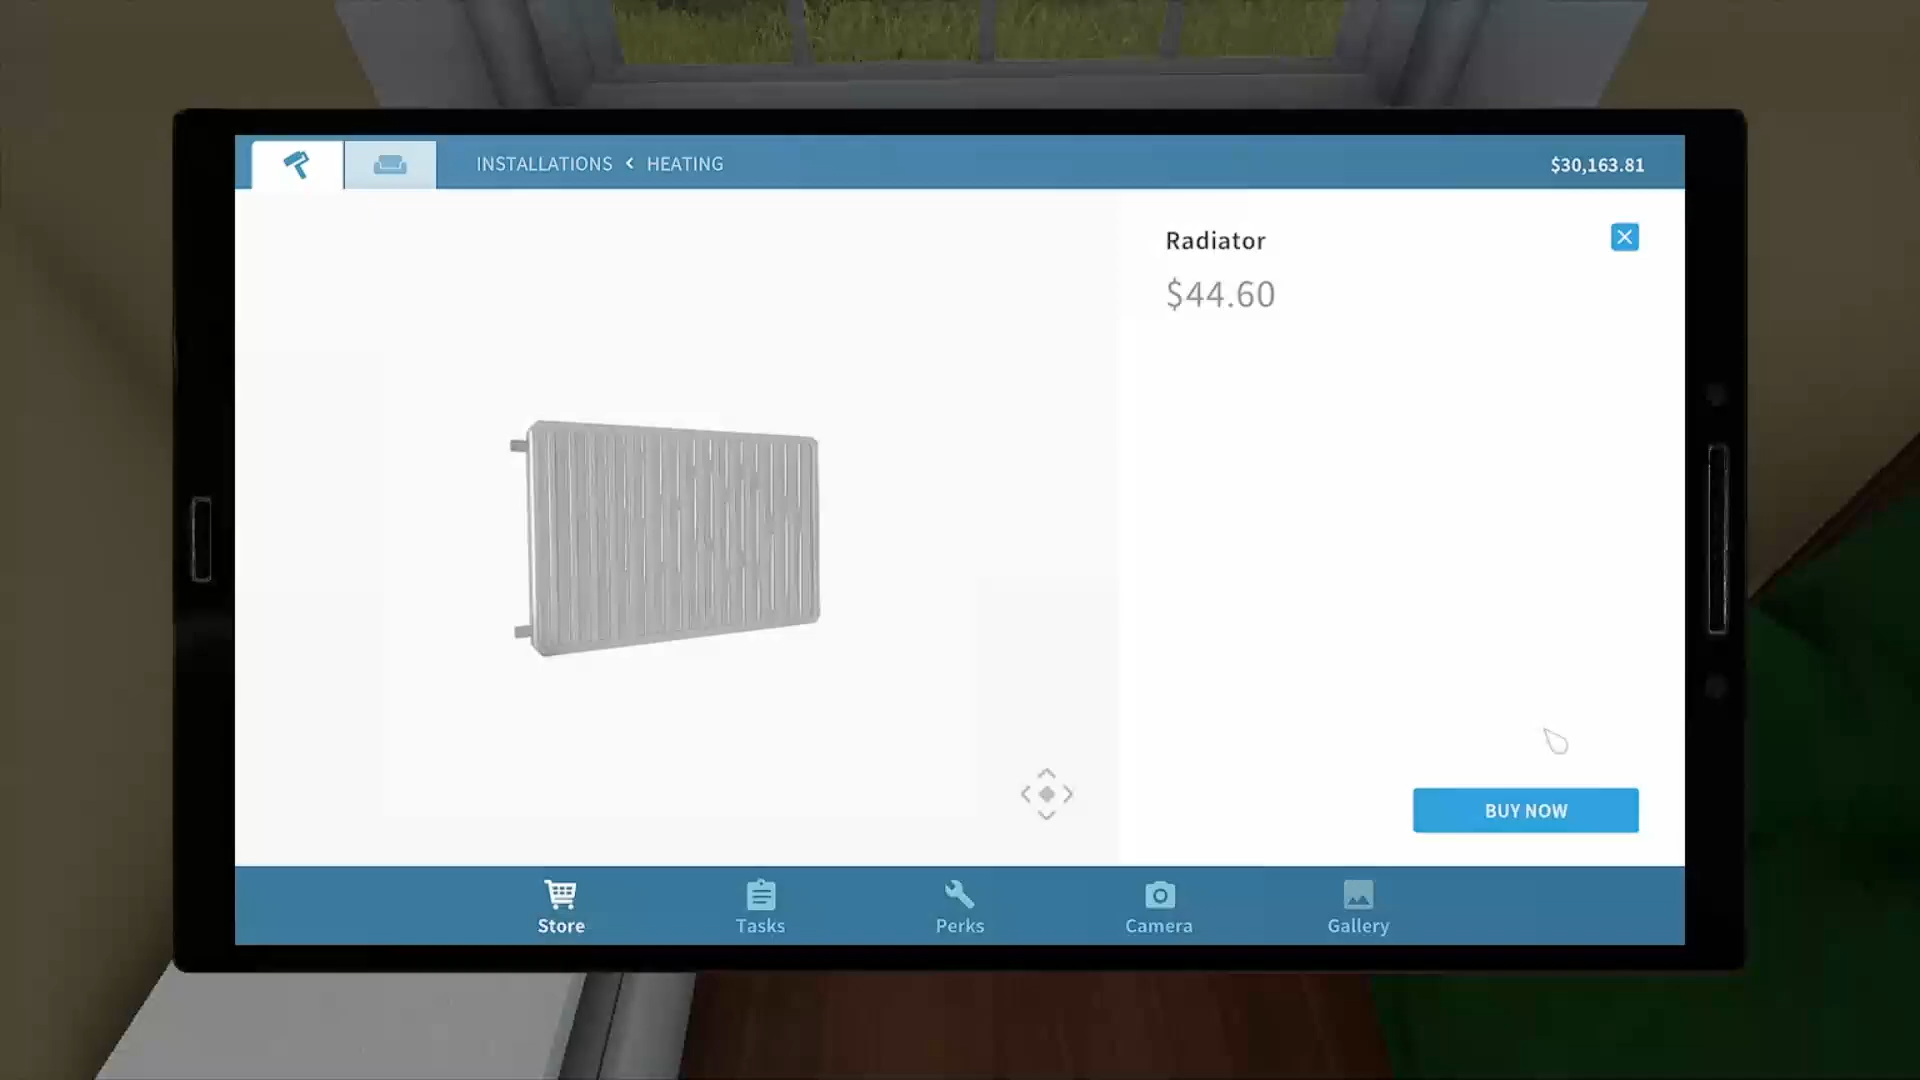 INSTALLATIONS < HEATING
$30,163.81
Radiator
$44.60
BUY NOW
Store
Tasks
Perks
Camera
Gallery